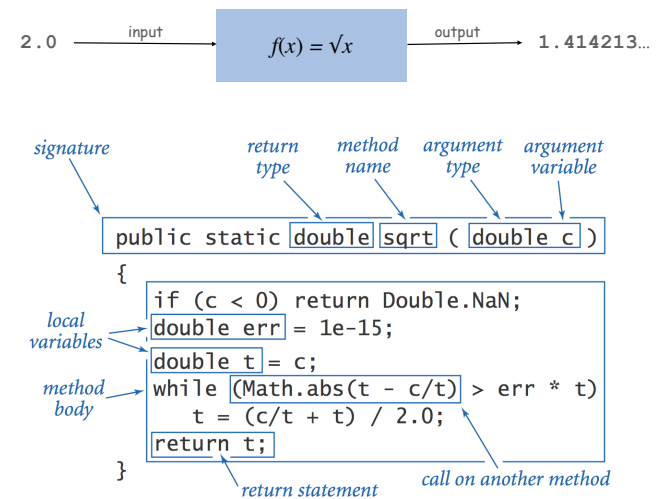 2.0 input f(x) = √x output 1.414213…
signature return type method name argument type argument variable
public static double sqrt ( double c )
{
if (c < 0) return Double.NaN;
local variables
double err = 1e-15;
double t = c;
method body
while (Math.abs(t - c/t) > err * t)
t = (c/t + t) / 2.0;
return t;
}
return statement
call on another method